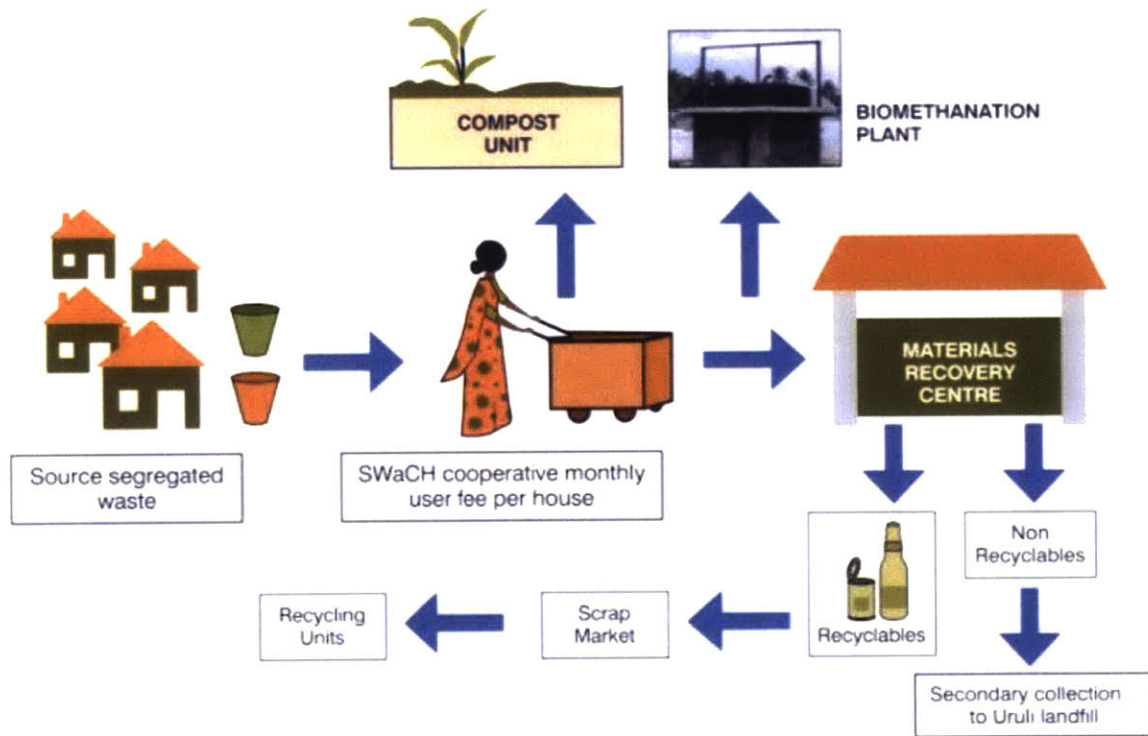 COMPOST
UNIT
BIOMETHANATION
PLANT
MATERIALS
RECOVERY
CENTRE
Source segregated
waste
SWaCH cooperative monthly
user fee per house
Non
Recyclables
Recyclables
Scrap
Market
Recycling
Units
Secondary collection
to Uruli landfill